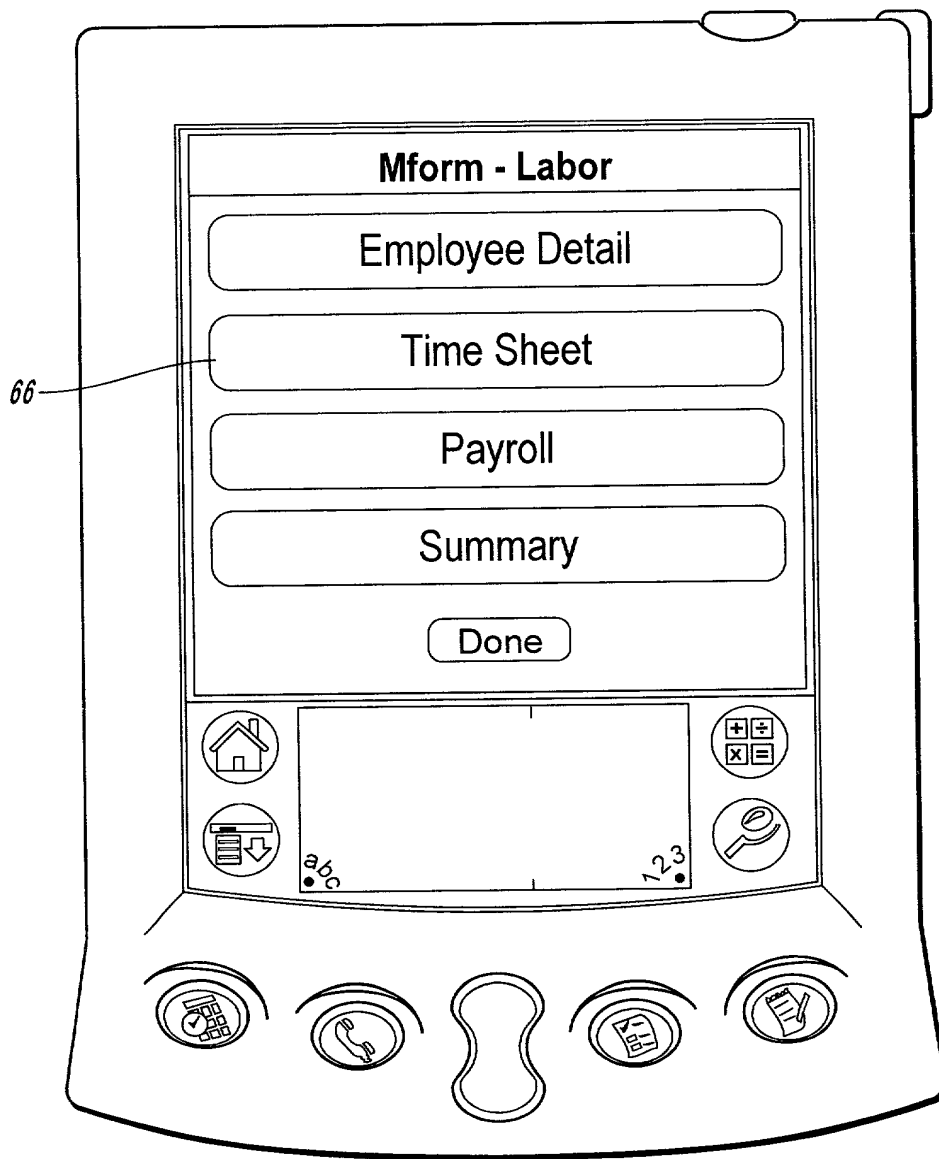 Mform - Labor
Employee Detail
Time Sheet
66
Payroll
Summary
Done
+ ÷
x =
abc
123